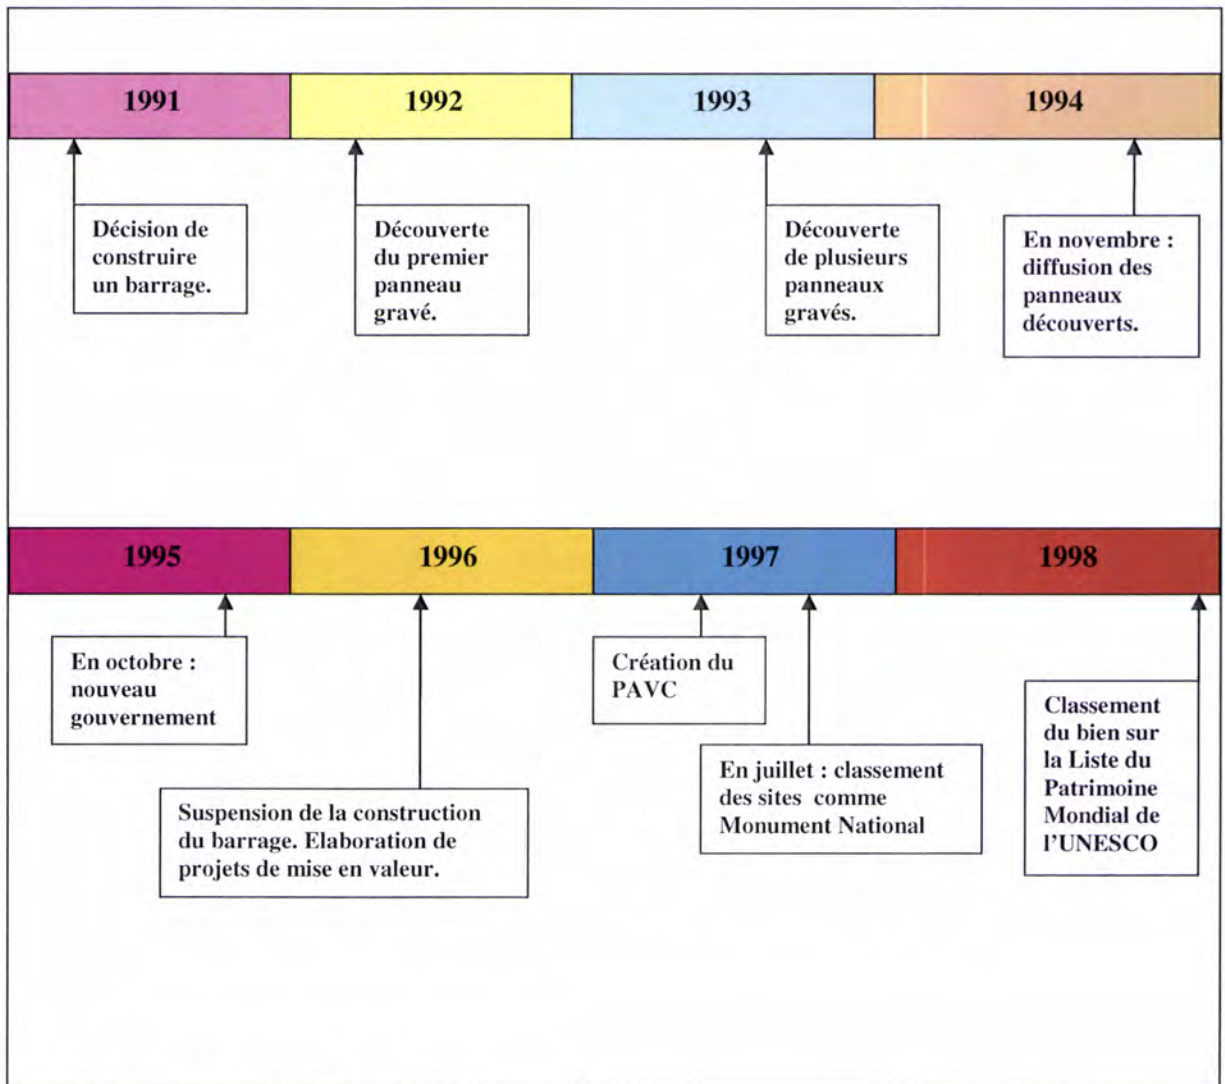 1991 1992 1993 1994
Décision de
construire
un barrage.
Découverte
du premier
panneau
gravé.
Découverte
de plusieurs
panneaux
gravés.
En novembre :
diffusion des
panneaux
découverts.
1995 1996 1997 1998
En octobre :
nouveau
gouvernement
Suspension de la construction
du barrage. Elaboration de
projets de mise en valeur.
Création du
PAVC
En juillet : classement
des sites comme
Monument National
Classement
du bien sur
la Liste du
Patrimoine
Mondial de
l'UNESCO